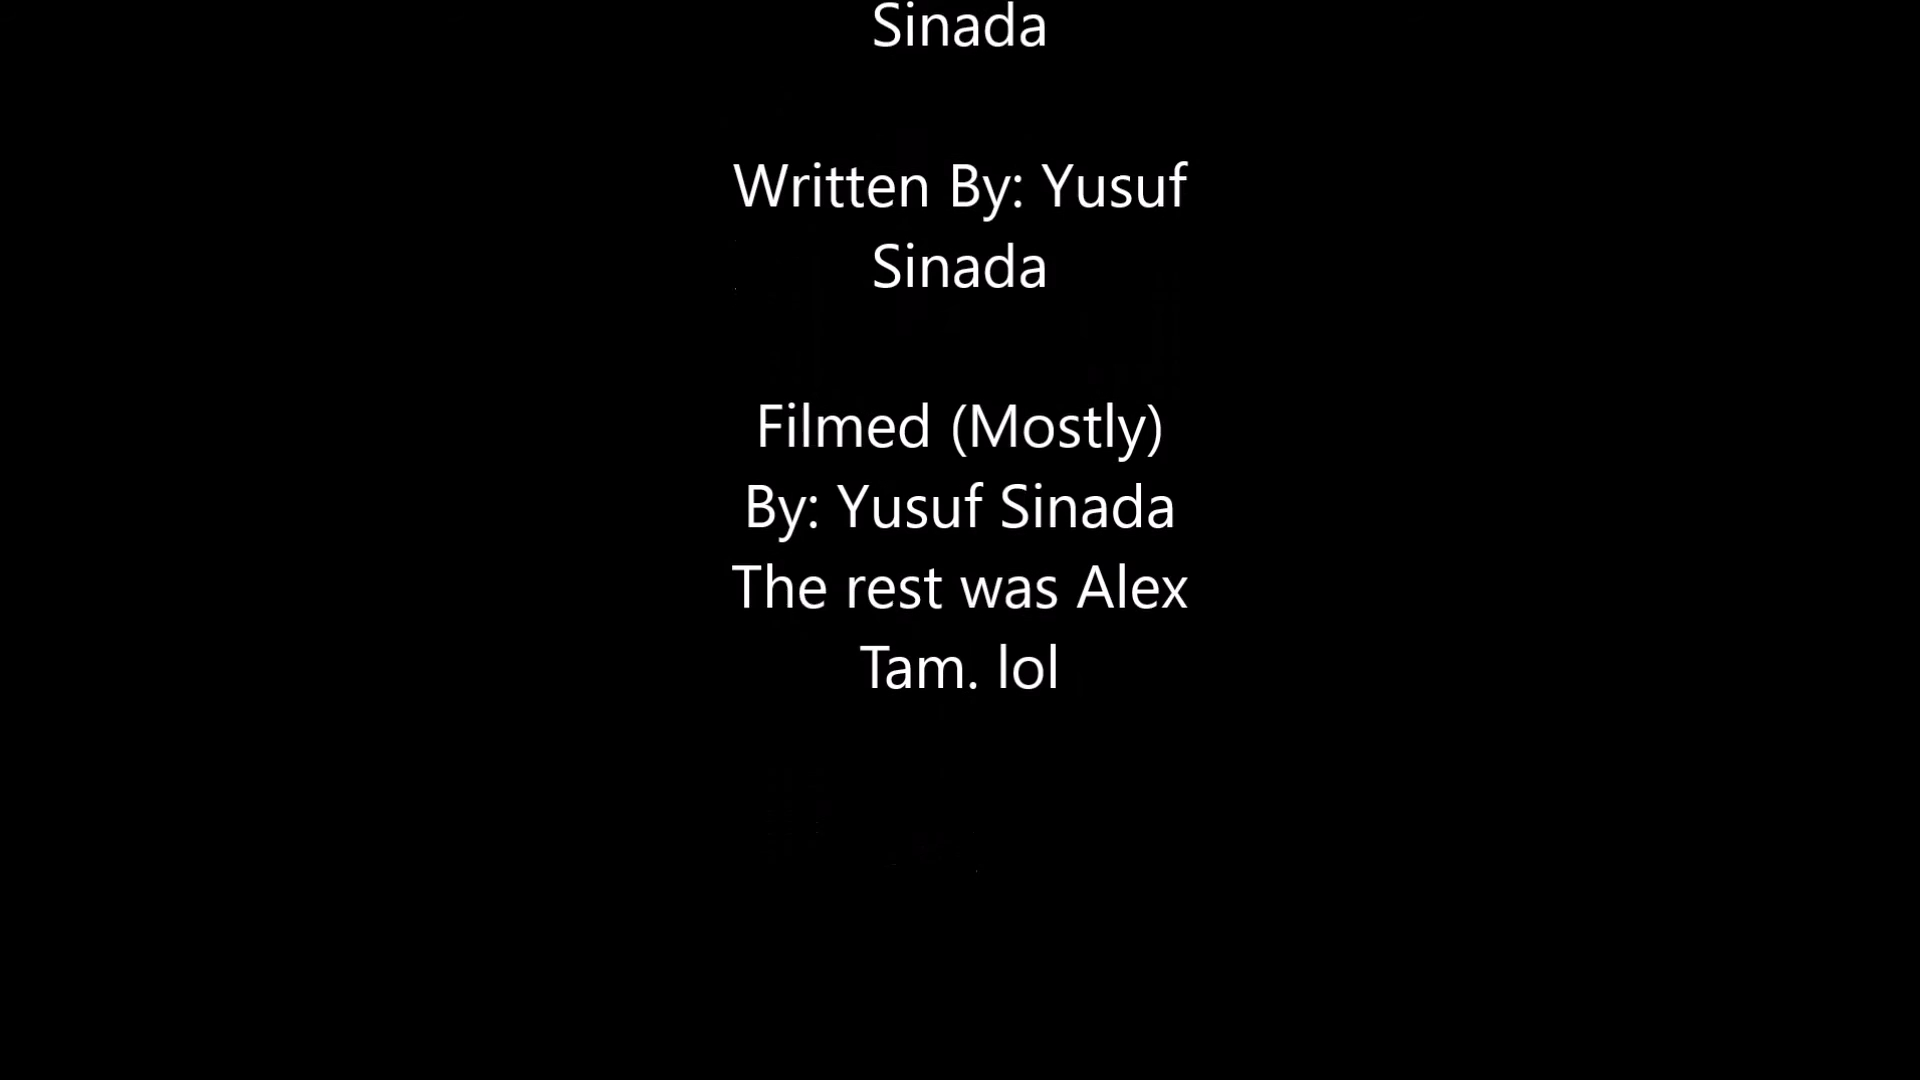 Sinada
Written By: Yusuf
Sinada
Filmed (Mostly)
By: Yusuf Sinada
The rest was Alex
Tam. lol